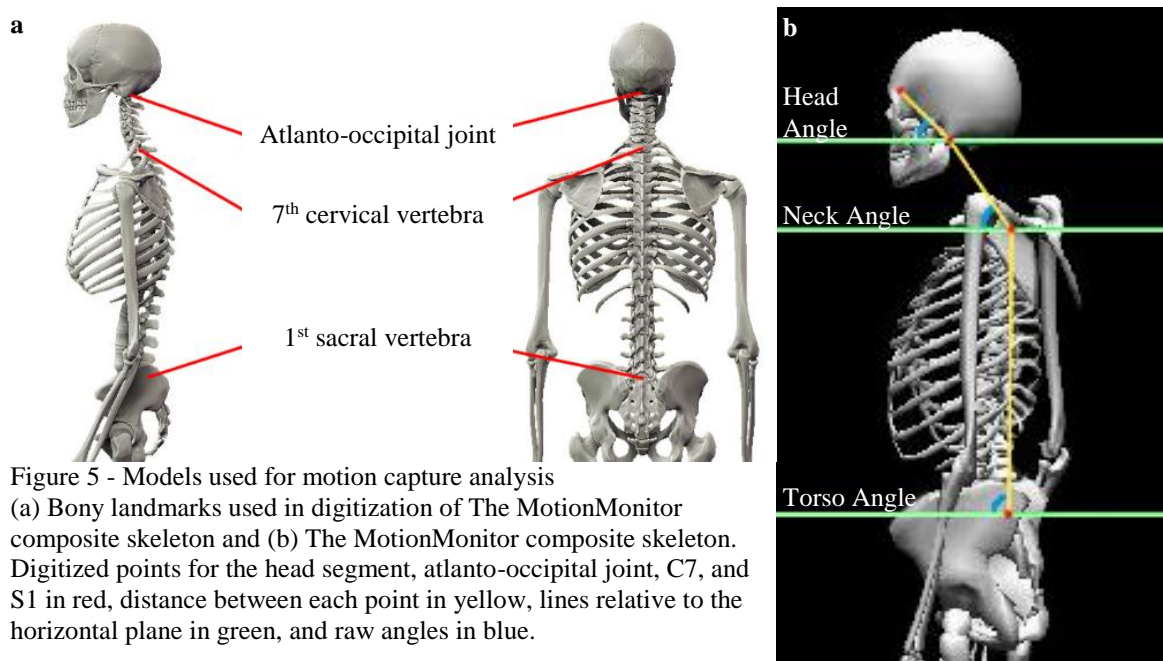 a
Atlanto-occipital joint
7th cervical vertebra
1st sacral vertebra
b
Head
Angle
Neck Angle
Torso Angle
Figure 5 - Models used for motion capture analysis
(a) Bony landmarks used in digitization of The MotionMonitor
composite skeleton and (b) The MotionMonitor composite skeleton.
Digitized points for the head segment, atlanto-occipital joint, C7, and
S1 in red, distance between each point in yellow, lines relative to the
horizontal plane in green, and raw angles in blue.